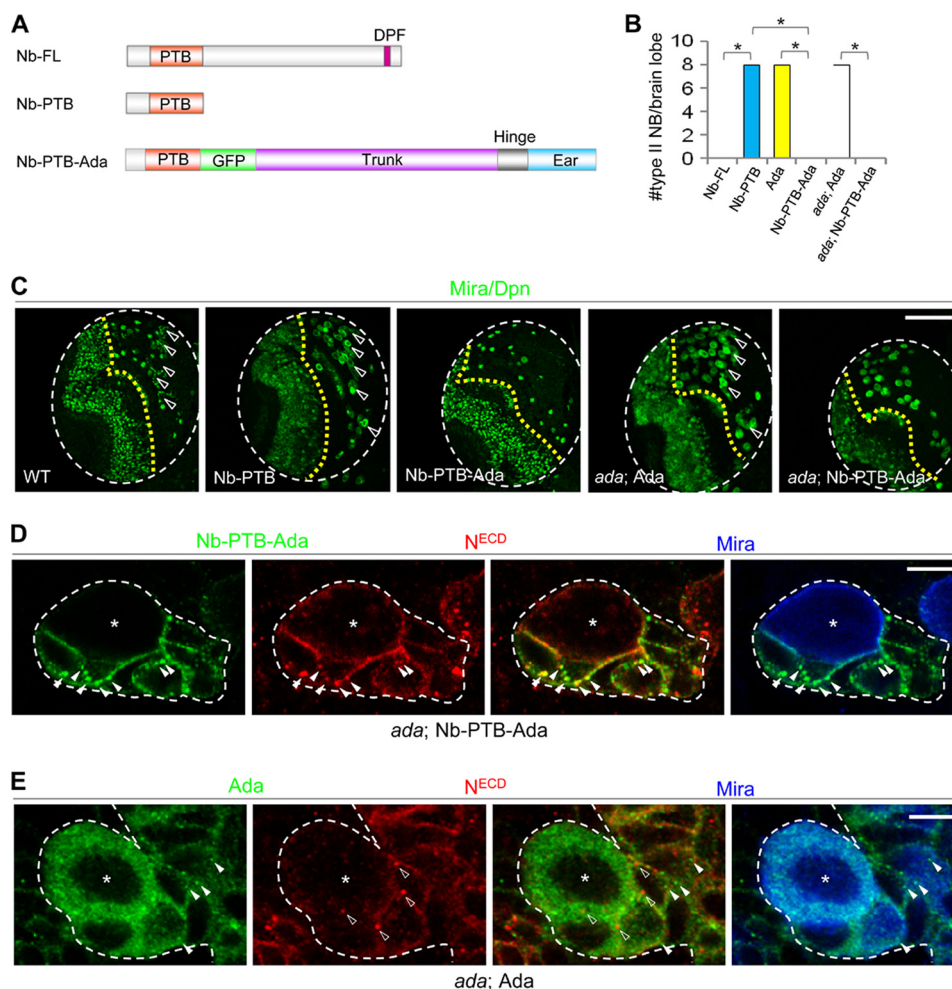 A
Nb-FL
PTB
DPF
Nb-PTB
PTB
Nb-PTB-Ada
PTB
GFP
Trunk
Hinge
Ear
B
#type II NB/brain lobe
10
8
6
4
2
0
*
*
*
*
Nb-FL
Nb-PTB
Ada
Nb-PTB-Ada
ada; Ada
ada; Nb-PTB-Ada
C
Mira/Dpn
WT
Nb-PTB
Nb-PTB-Ada
ada; Ada
ada; Nb-PTB-Ada
D
Nb-PTB-Ada
NECD
Mira
*
*
*
*
ada; Nb-PTB-Ada
E
Ada
NECD
Mira
*
*
*
*
ada; Ada